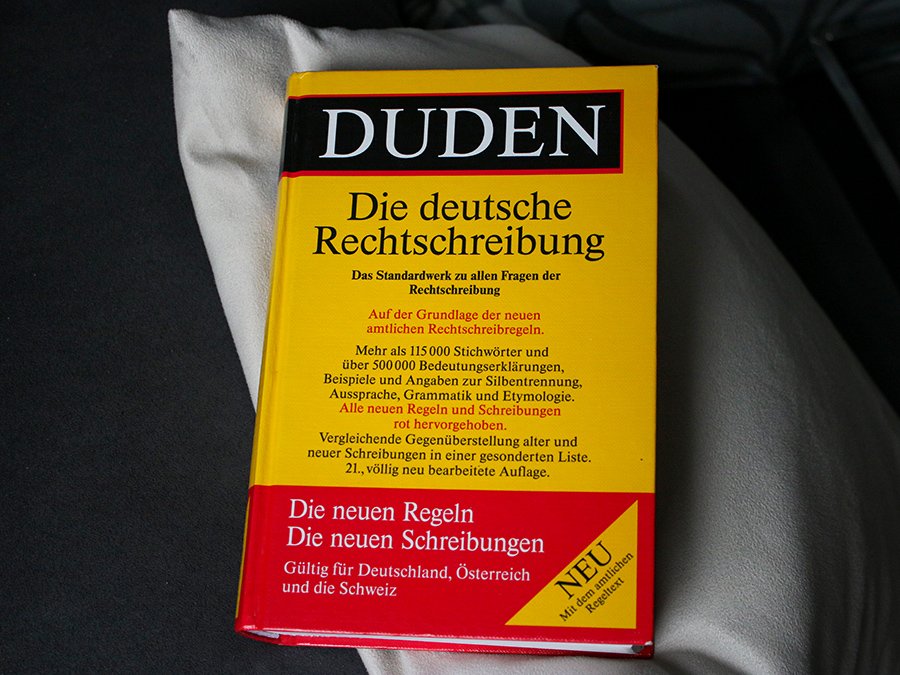 DUDEN
Die deutsche
Rechtschreibung
Das Standardwerk zu allen Fragen der
Rechtschreibung
Auf der Grundlage der neuen
amtlichen Rechtschreibregeln.
Mehr als 115 000 Stichwörter und
über 500 000 Bedeutungserklärungen,
Beispiele und Angaben zur Silbentrennung,
Aussprache, Grammatik und Etymologie.
Alle neuen Regeln und Schreibungen
rot hervorgehoben.
Vergleichende Gegenüberstellung alter und
neuer Schreibungen in einer gesonderten Liste.
21., völlig neu bearbeitete Auflage.
Die neuen Regeln
Die neuen Schreibungen
Gültig für Deutschland, Österreich
und die Schweiz
NEU
Mit dem amtlichen
Regeltext